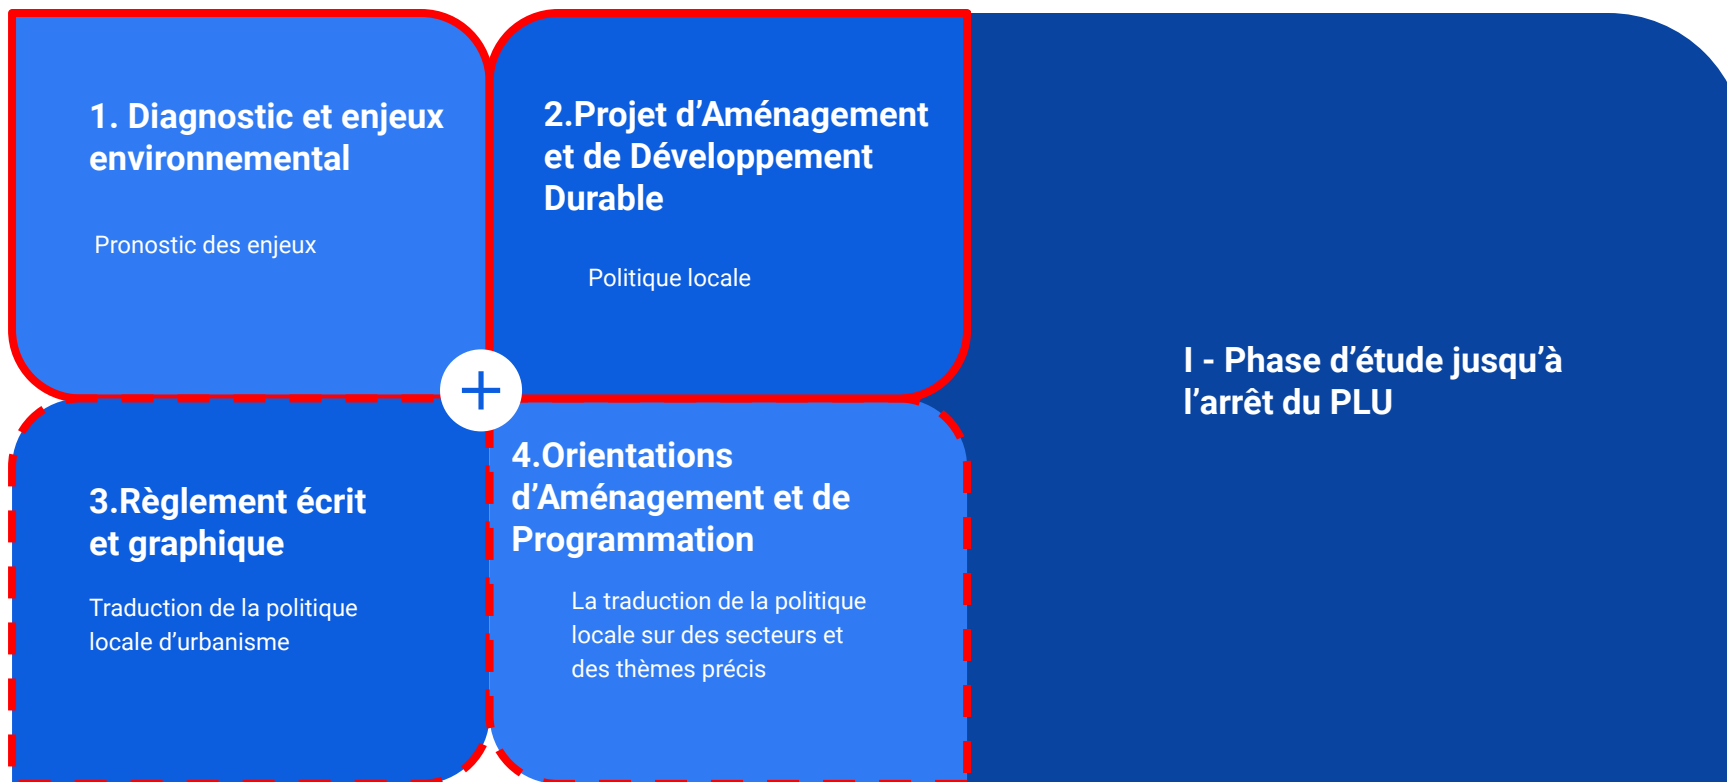 1. Diagnostic et enjeux
environnemental
Pronostic des enjeux
2.Projet d’Aménagement
et de Développement
Durable
Politique locale
3.Règlement écrit
et graphique
Traduction de la politique
locale d’urbanisme
4.Orientations
d’Aménagement et de
Programmation
La traduction de la politique
locale sur des secteurs et
des thèmes précis
I - Phase d’étude jusqu’à
l’arrêt du PLU